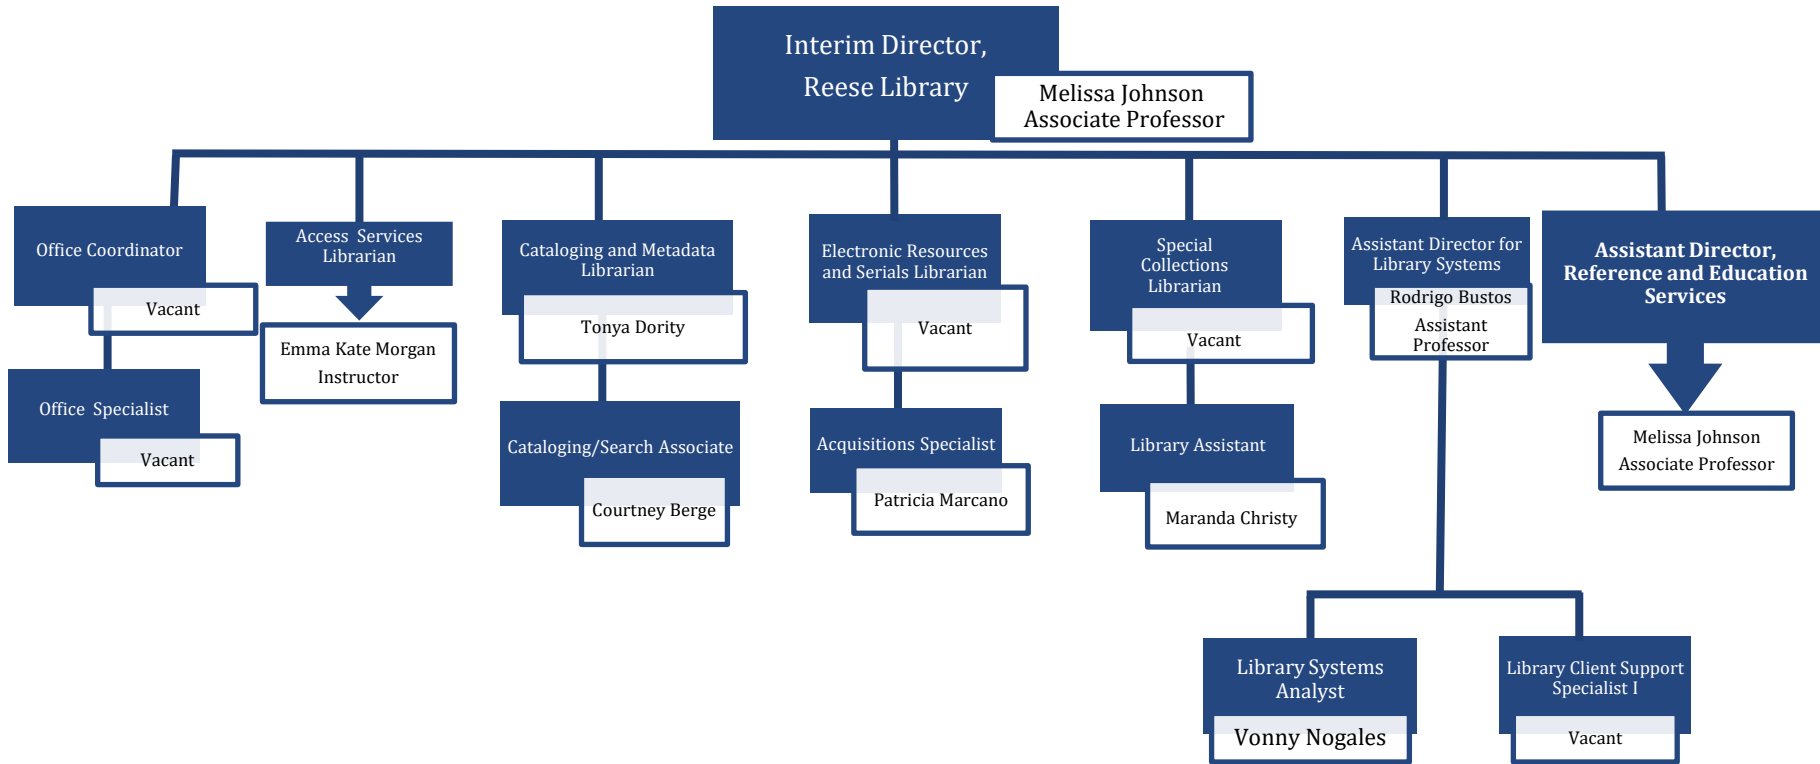 Interim Director,
Reese Library
Melissa Johnson
Associate Professor
Office Coordinator
Vacant
Office Specialist
Vacant
Access Services
Librarian
Emma Kate Morgan
Instructor
Cataloging and Metadata
Librarian
Tonya Dority
Cataloging/Search Associate
Courtney Berge
Electronic Resources
and Serials Librarian
Vacant
Acquisitions Specialist
Patricia Marcano
Special
Collections
Librarian
Vacant
Library Assistant
Maranda Christy
Assistant Director for
Library Systems
Rodrigo Bustos
Assistant
Professor
Library Systems
Analyst
Vonny Nogales
Library Client Support
Specialist I
Vacant
Assistant Director,
Reference and Education
Services
Melissa Johnson
Associate Professor